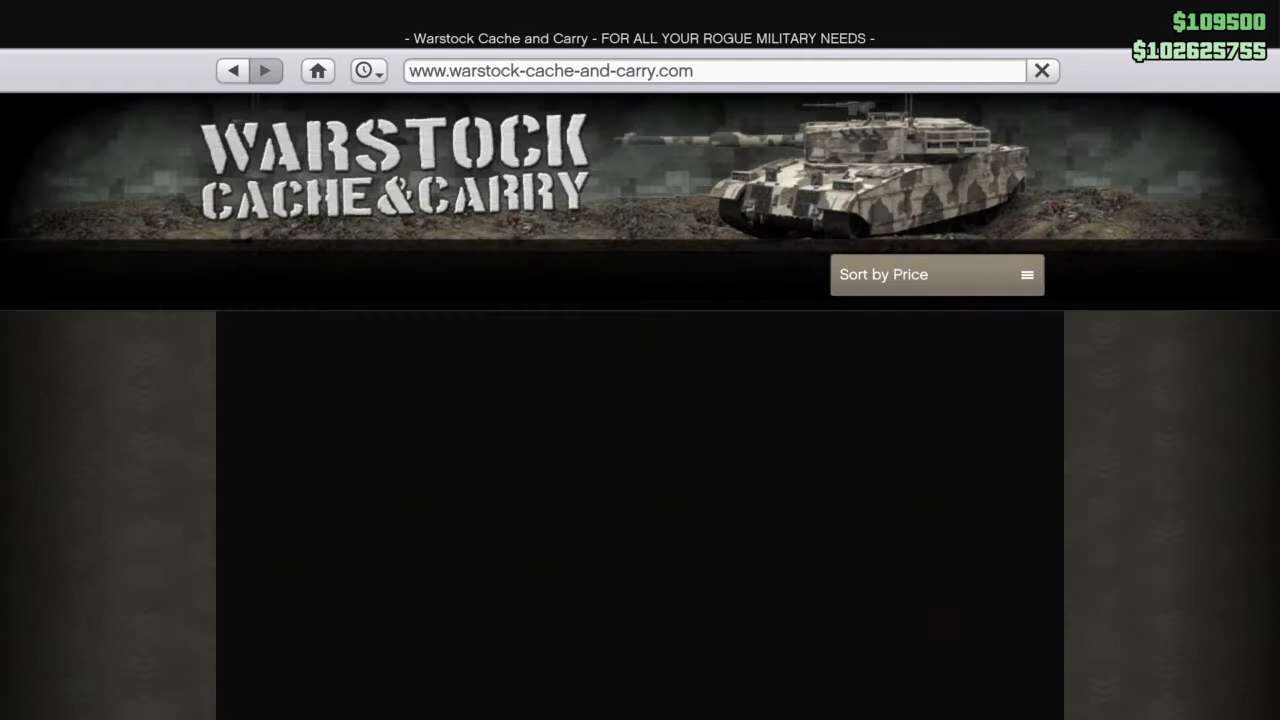 $109500
- Warstock Cache and Carry - FOR ALL YOUR ROGUE MILITARY NEEDS -
$102625755
www.warstock-cache-and-carry.com
WARSTOCK
CACHE&CARRY
Sort by Price